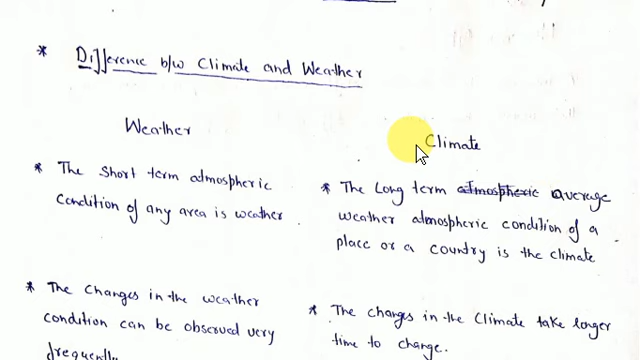 * Difference b/w Climate and Weather
Weather
Climate
* The Short term atmospheric
Condition of any area is weather
* The Long term atmospheric average
weather atmospheric condition of a
place or a country is the climate
* The Changes in the weather
condition can be observed very
frequently
* The changes in the Climate take longer
time to change.